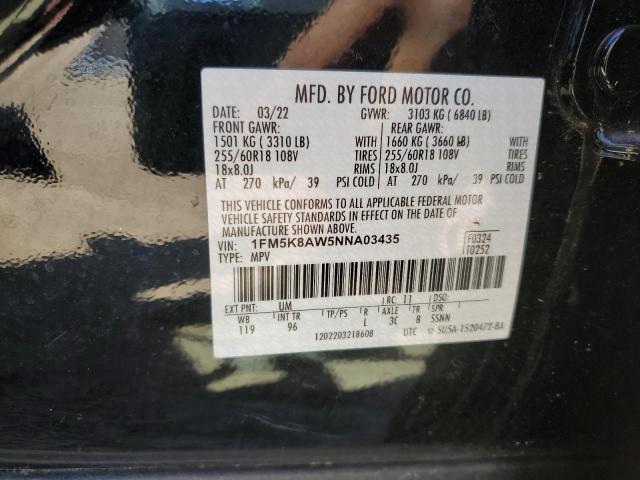 MFD. BY FORD MOTOR CO.
DATE: 03/22 GVWR: 3103 KG ( 6840 LB)
FRONT GAWR: REAR GAWR:
1501 KG ( 3310 LB) 1660 KG ( 3660 LB)
255/60R18 108V TIRES 255/60R18 108V TIRES
18x8.0J RIMS 18x8.0J RIMS
AT 270 kPa/ 39 PSI COLD AT 270 kPa/ 39 PSI COLD
THIS VEHICLE CONFORMS TO ALL APPLICABLE FEDERAL MOTOR
VEHICLE SAFETY STANDARDS IN EFFECT ON THE DATE OF
MANUFACTURE SHOWN ABOVE.
VIN: 1FM5K8AW5NNA03435 F0324
TYPE: MPV T0252
EXT PNT: UM RC: 11 DSO:
WB INT TR TP/PS R AXLE TR SPR
119 96 L 3C B SSNN
1202203218608 UTC ▽ 5U5A-1520472-BA